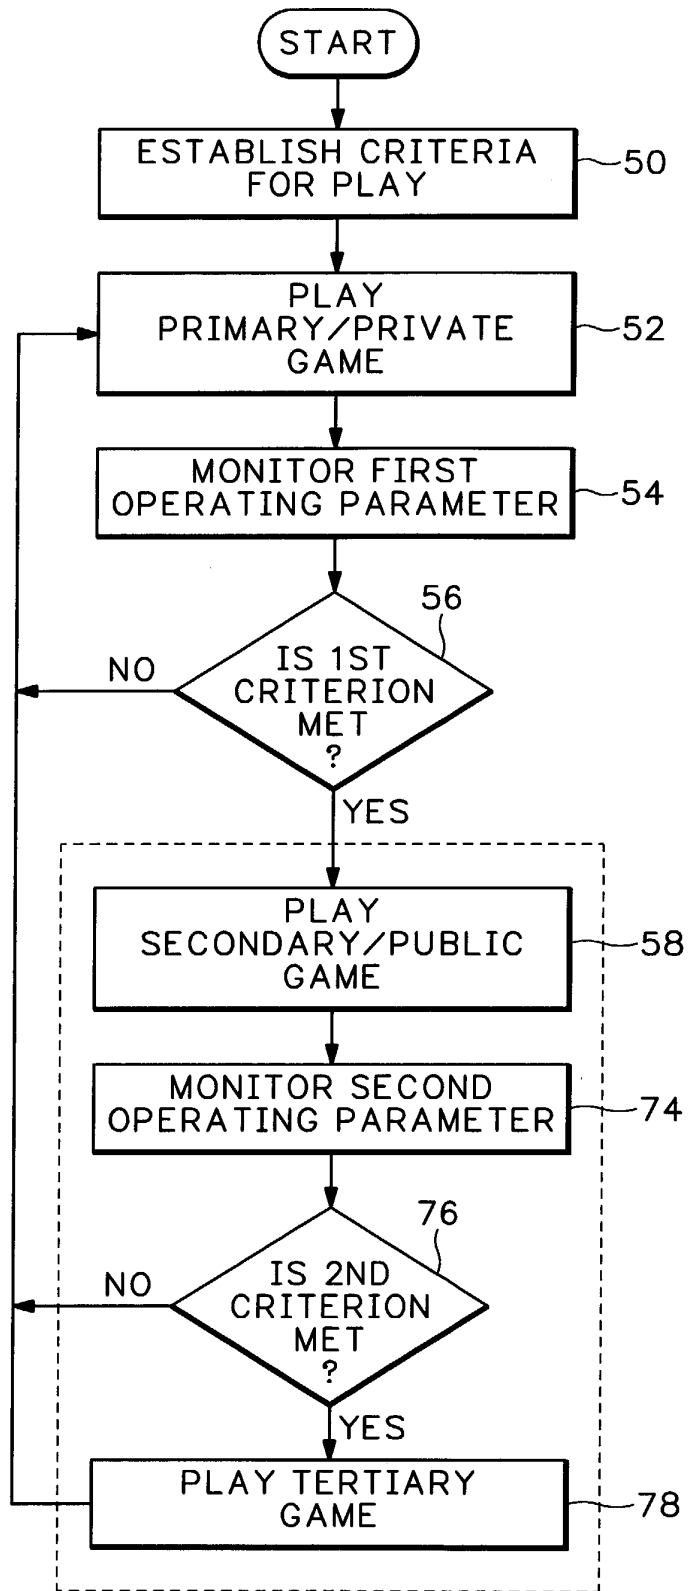 START
ESTABLISH CRITERIA
FOR PLAY
50
PLAY
PRIMARY/PRIVATE
GAME
52
MONITOR FIRST
OPERATING PARAMETER
54
56
IS 1ST
CRITERION
MET
?
NO
YES
PLAY
SECONDARY/PUBLIC
GAME
58
MONITOR SECOND
OPERATING PARAMETER
74
76
IS 2ND
CRITERION
MET
?
NO
YES
PLAY TERTIARY
GAME
78